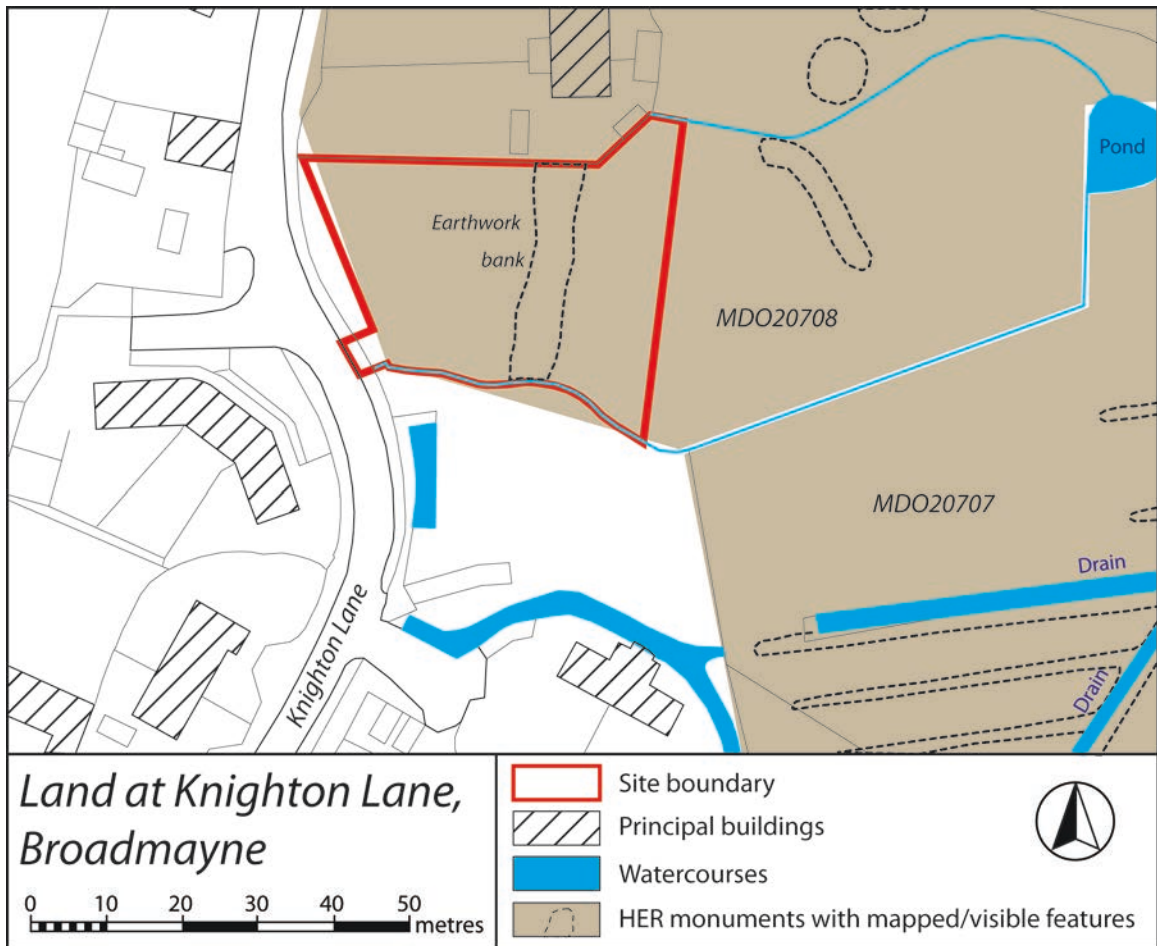 Pond
Earthwork
bank
MDO20708
MDO20707
Drain
Drain
Knighton Lane
Land at Knighton Lane,
Broadmayne
0 10 20 30 40 50 metres
Site boundary
Principal buildings
Watercourses
HER monuments with mapped/visible features